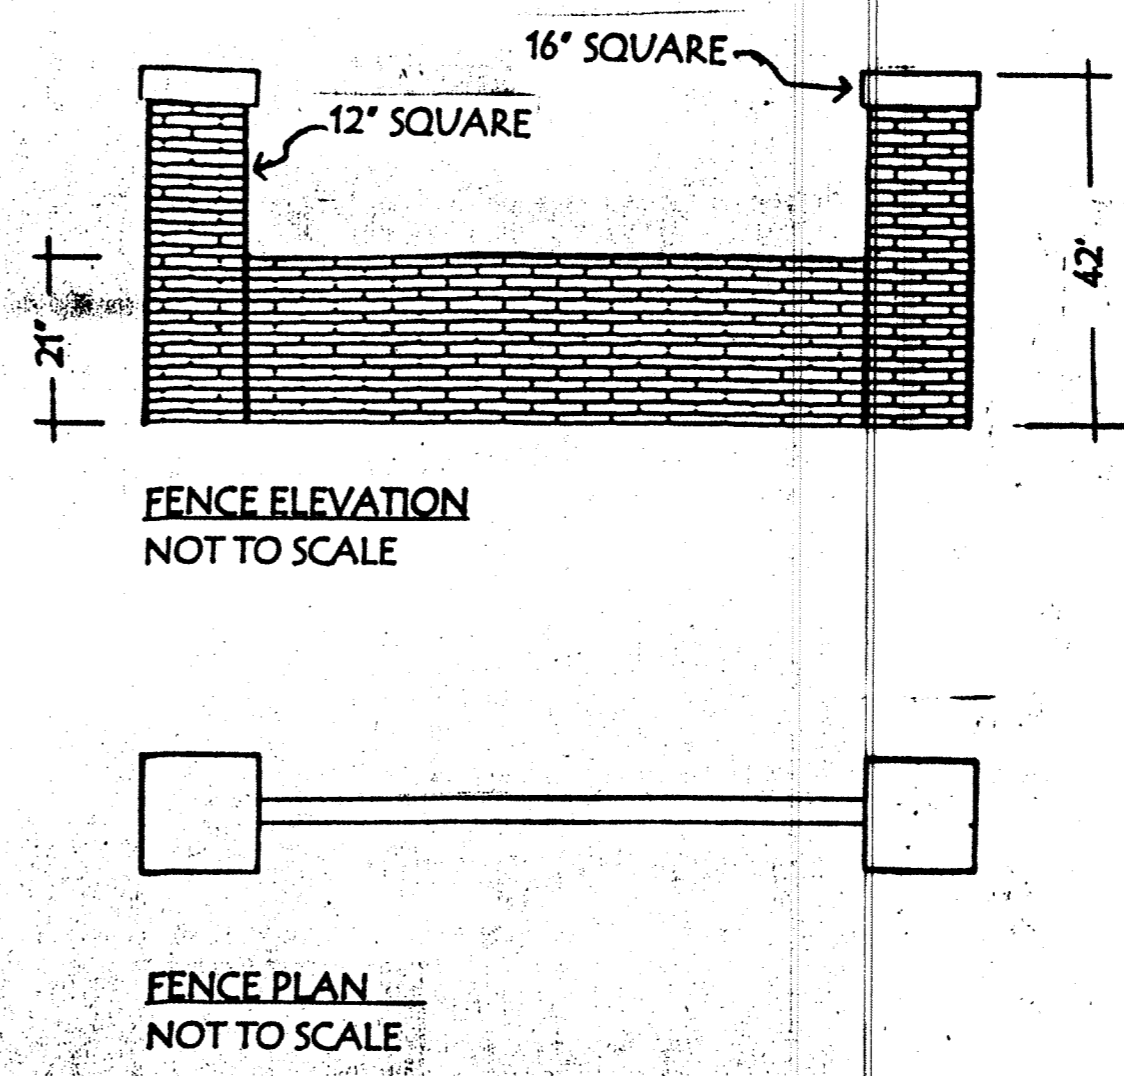 16" SQUARE
12" SQUARE
21"
42"
FENCE ELEVATION
NOT TO SCALE
FENCE PLAN
NOT TO SCALE